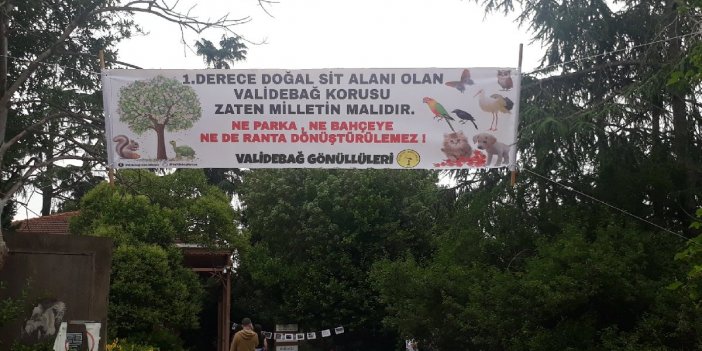 1.DERECE DOĞAL SİT ALANI OLAN
VALİDEBAĞ KORUSU
ZATEN MİLLETİN MALIDIR.
NE PARKA , NE BAHÇEYE
NE DE RANTA DÖNÜŞTÜRÜLEMEZ !
VALİDEBAĞ GÖNÜLLÜLERİ